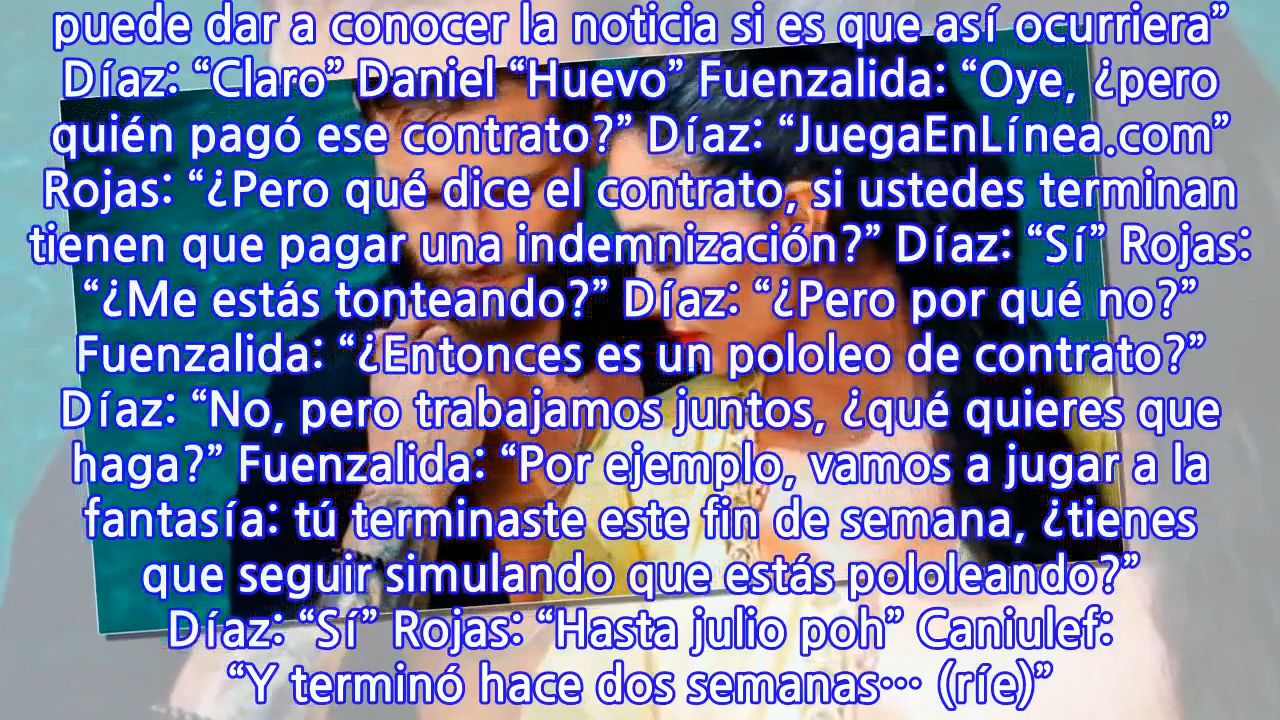 puede dar a conocer la noticia si es que así ocurriera”
Díaz: “Claro” Daniel “Huevo” Fuenzalida: “Oye, ¿pero
quién pagó ese contrato?” Díaz: “JuegaEnLínea.com”
Rojas: “¿Pero qué dice el contrato, si ustedes terminan
tienen que pagar una indemnización?” Díaz: “Sí” Rojas:
“¿Me estás tonteando?” Díaz: “¿Pero por qué no?”
Fuenzalida: “¿Entonces es un pololeo de contrato?”
Díaz: “No, pero trabajamos juntos, ¿qué quieres que
haga?” Fuenzalida: “Por ejemplo, vamos a jugar a la
fantasía: tú terminaste este fin de semana, ¿tienes
que seguir simulando que estás pololeando?”
Díaz: “Sí” Rojas: “Hasta julio poh” Caniulef:
“Y terminó hace dos semanas… (ríe)”